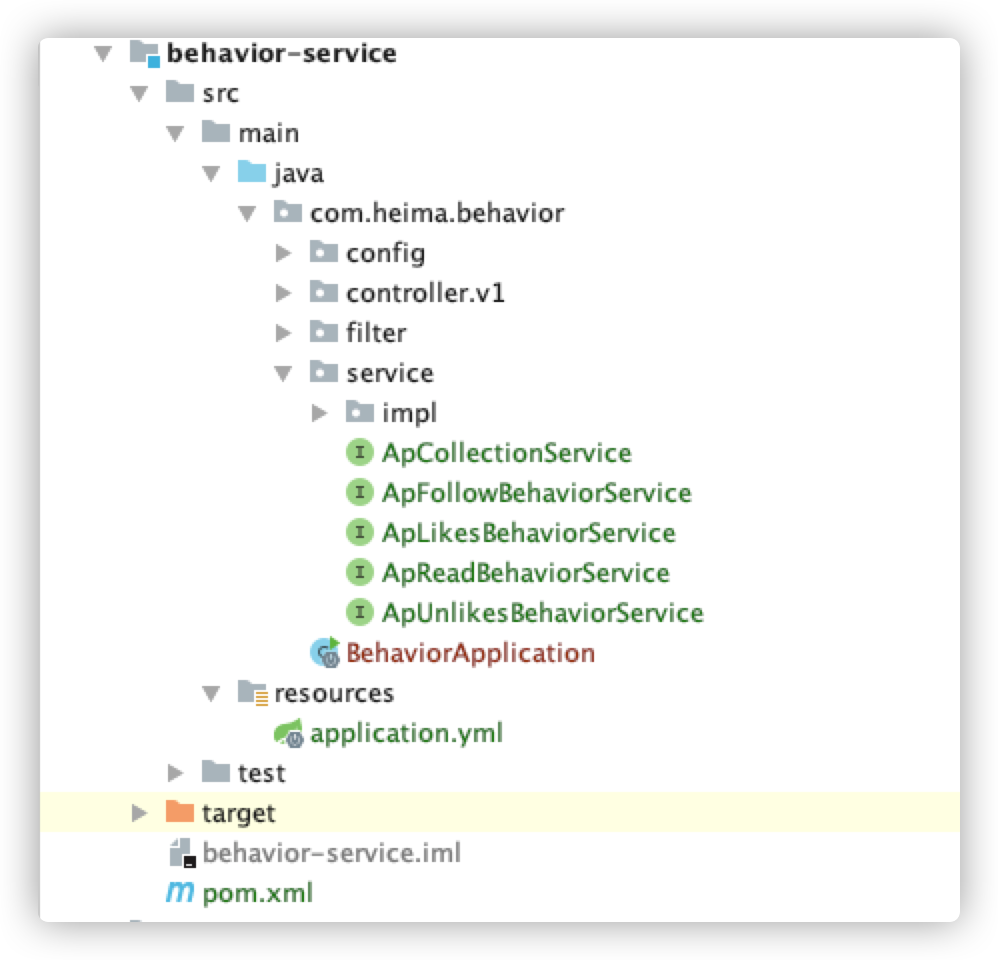 behavior-service
src
main
java
com.heima.behavior
config
controller.v1
filter
service
impl
ApCollectionService
ApFollowBehaviorService
ApLikesBehaviorService
ApReadBehaviorService
ApUnlikesBehaviorService
BehaviorApplication
resources
application.yml
test
target
behavior-service.iml
pom.xml